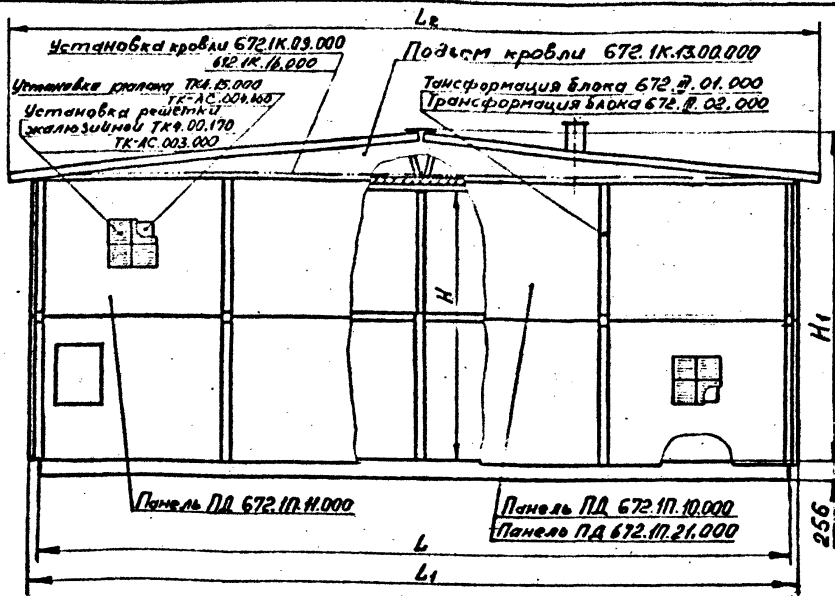 L2
Установка кровли 672.1К.09.000
672.1К.16.000
Подъем кровли 672.1К.13.00.000
Установка клапана ТК4.15.000
ТК-АС.004.000
Установка решетки
жалюзийной ТК4.00.170
ТК-АС.003.000
Тансформация блока 672.П.01.000
Трансформация блока 672.П.02.000
H
H1
Панель ПД 672.1П.11.000
Панель ПД 672.1П.10.000
Панель ПД 672.1П.21.000
256
L
L1